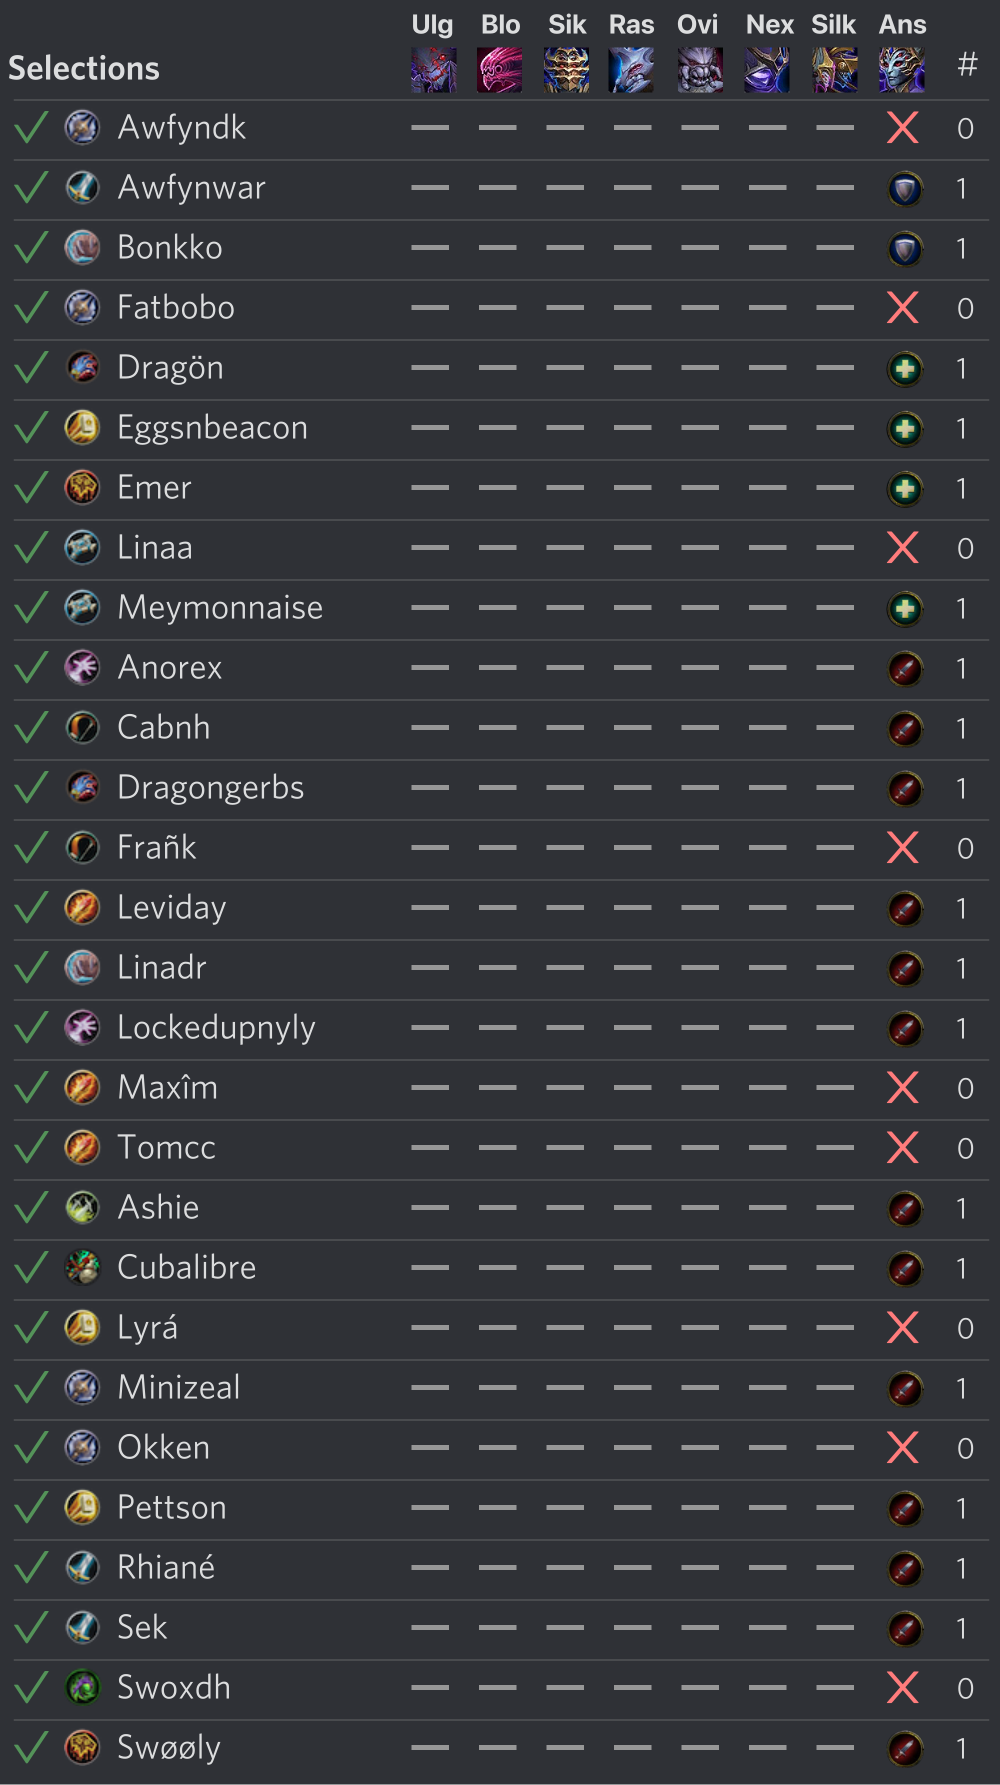 Ulg Blo Sik Ras Ovi Nex Silk Ans
Selections #
Awfyndk 0
Awfynwar 1
Bonkko 1
Fatbobo 0
Dragön 1
Eggsnbeacon 1
Emer 1
Linaa 0
Meymonnaise 1
Anorex 1
Cabnh 1
Dragongerbs 1
Frañk 0
Leviday 1
Linadr 1
Lockedupnyly 1
Maxîm 0
Tomcc 0
Ashie 1
Cubalibre 1
Lyrá 0
Minizeal 1
Okken 0
Pettson 1
Rhiané 1
Sek 1
Swoxdh 0
Swøøly 1